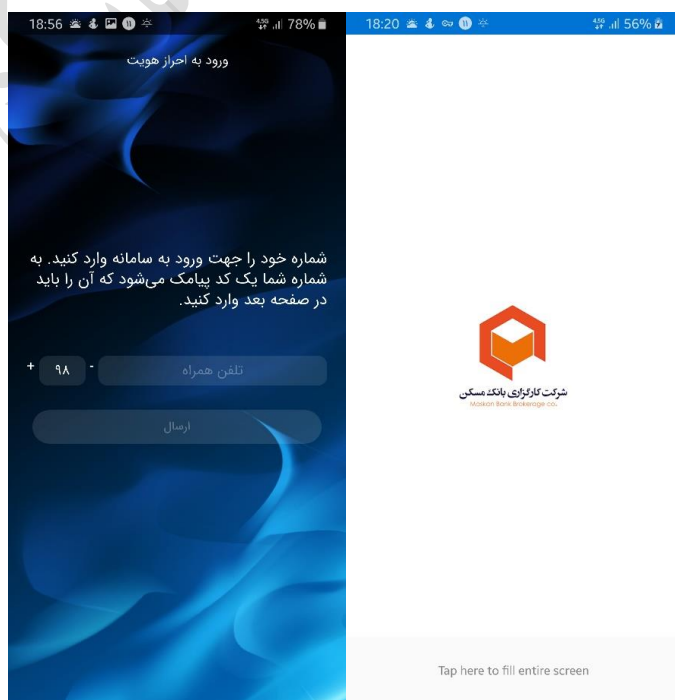 18:56
4.5G
78%
ورود به احراز هویت
شماره خود را جهت ورود به سامانه وارد کنید. به
شماره شما یک کد پیامک می‌شود که آن را باید
در صفحه بعد وارد کنید.
+ ۹۸ - تلفن همراه
ارسال
18:20
56%
شرکت کارگزاری بانک مسکن
Maskan Bank Brokerage co.
Tap here to fill entire screen